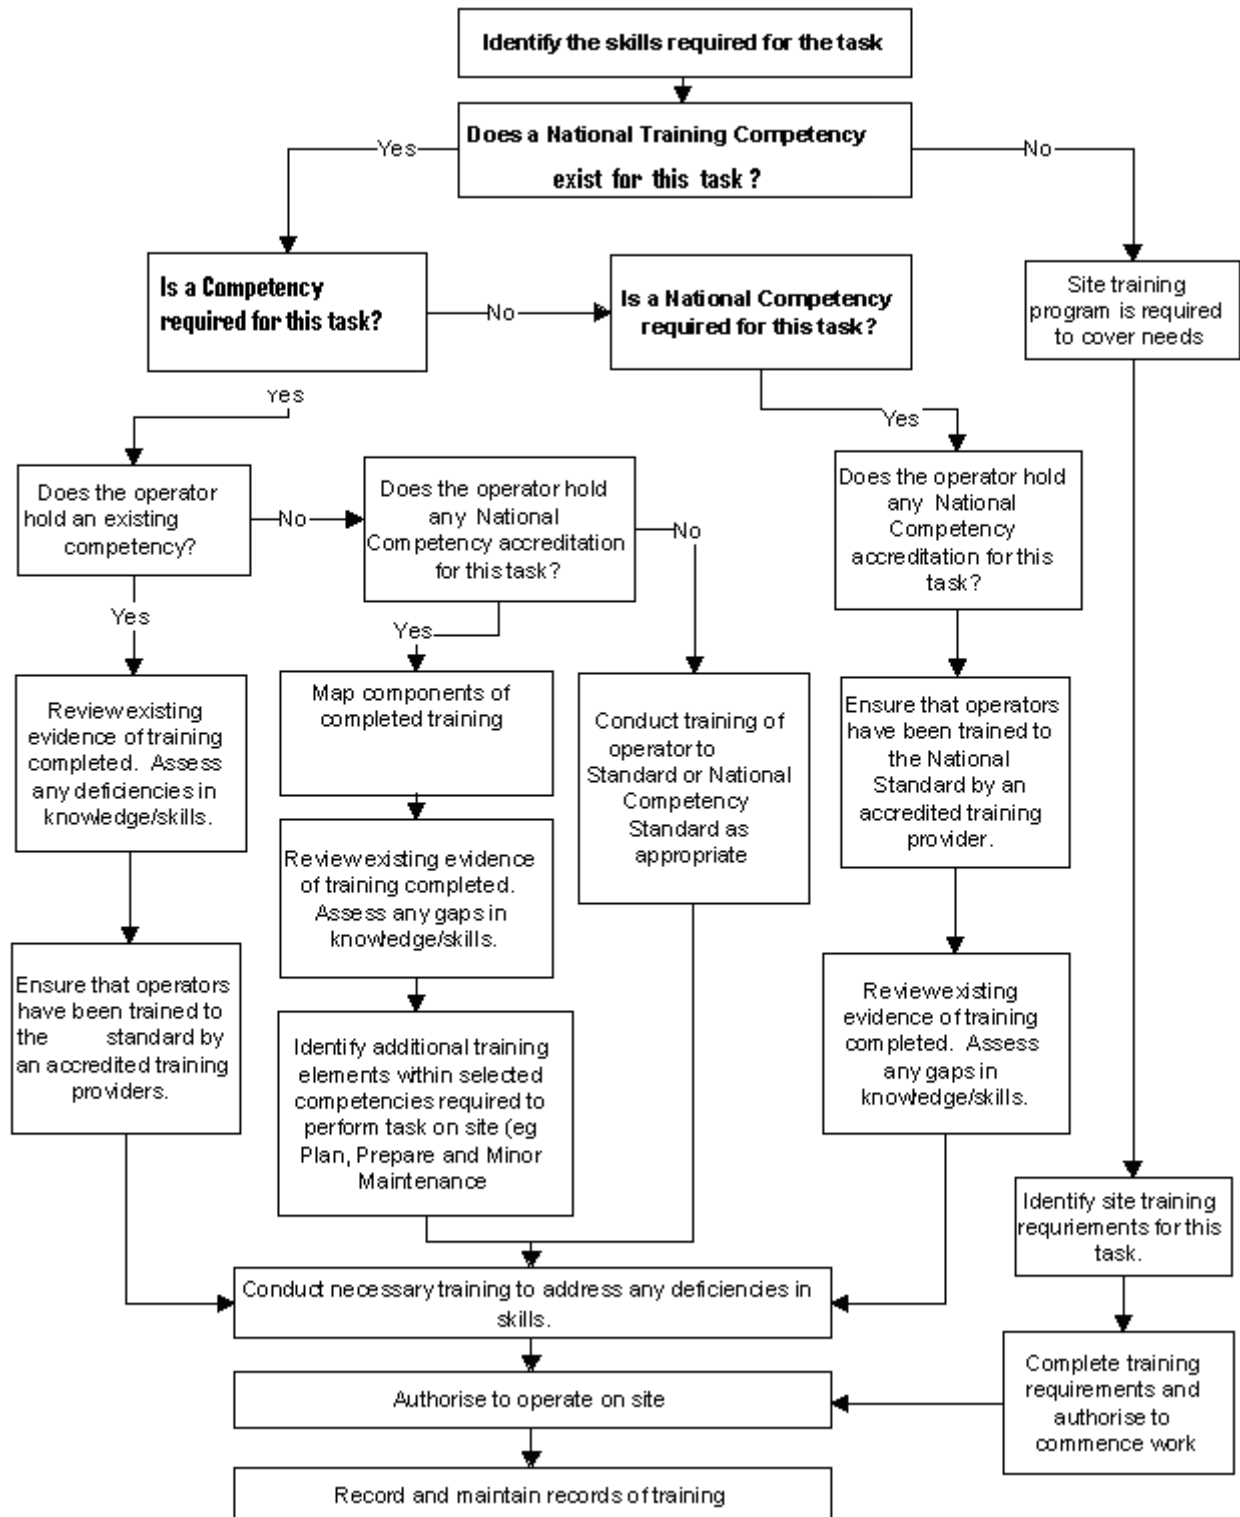 Identify the skills required for the task
Does a National Training Competency
exist for this task ?
Yes
No
Is a Competency
required for this task?
No
Is a National Competency
required for this task?
Site training
program is required
to cover needs
Yes
Yes
Does the operator
hold an existing
competency?
No
Does the operator hold
any National
Competency accreditation
for this task?
No
Does the operator hold
any National
Competency
accreditation for this
task?
Yes
Yes
Review existing
evidence of training
completed. Assess
any deficiencies in
knowledge/skills.
Map components of
completed training
Conduct training of
operator to
Standard or National
Competency
Standard as
appropriate
Ensure that operators
have been trained to
the National
Standard by an
accredited training
provider.
Review existing evidence
of training completed.
Assess any gaps in
knowledge/skills.
Ensure that operators
have been trained to
the standard by
an accredited training
providers.
Identify additional training
elements within selected
competencies required to
perform task on site (eg
Plan, Prepare and Minor
Maintenance
Review existing
evidence of training
completed. Assess
any gaps in
knowledge/skills.
Identify site training
requriements for this
task.
Conduct necessary training to address any deficiencies in
skills.
Complete training
requirements and
authorise to
commence work
Authorise to operate on site
Record and maintain records of training